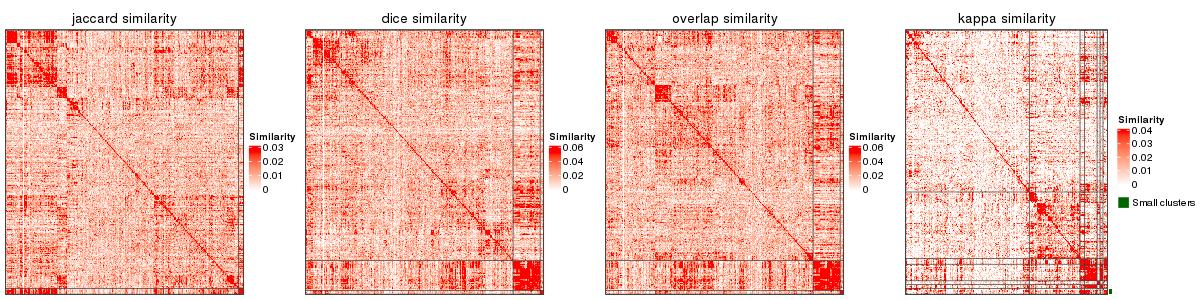 jaccard similarity
Similarity
0.03
0.02
0.01
0
dice similarity
Similarity
0.06
0.04
0.02
0
overlap similarity
Similarity
0.06
0.04
0.02
0
kappa similarity
Similarity
0.04
0.03
0.02
0.01
0
Small clusters